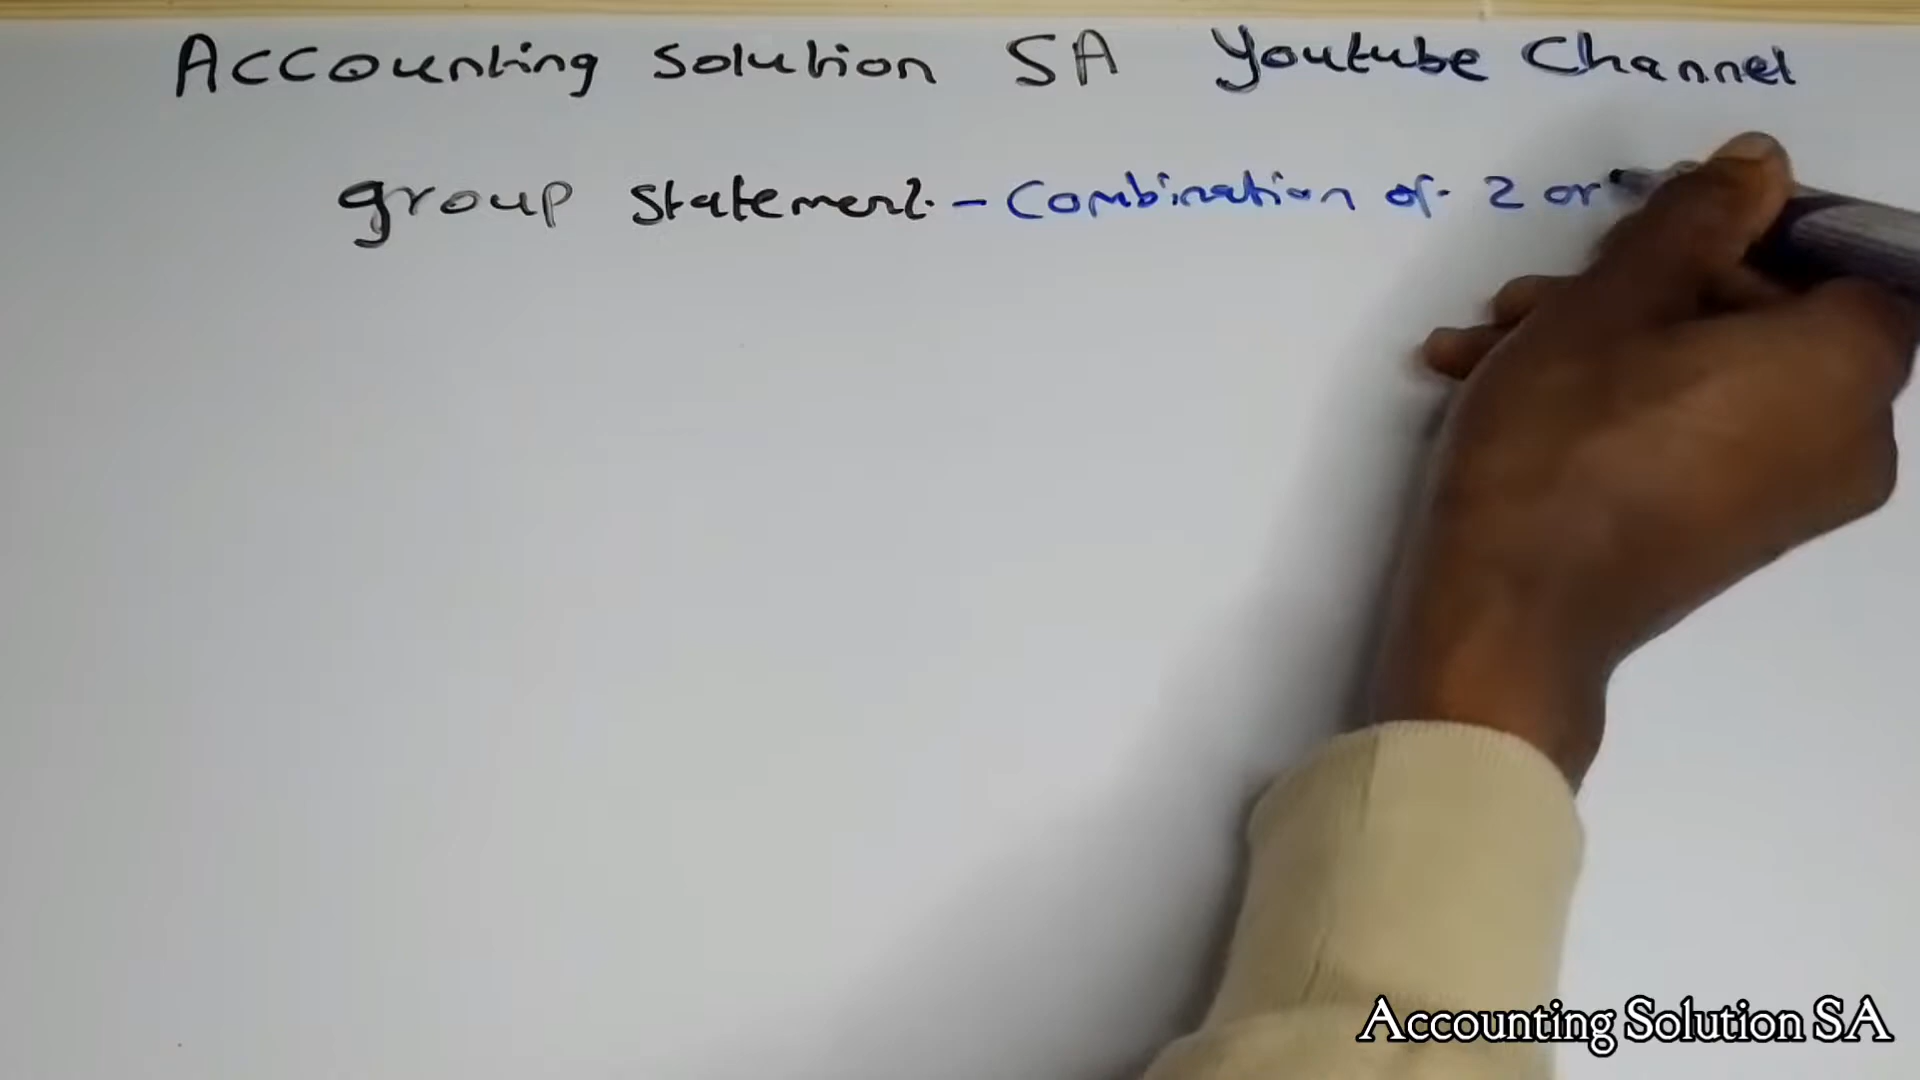 Accounting Solution SA Youtube Channel
group statement. - Combination of 2 or
Accounting Solution SA